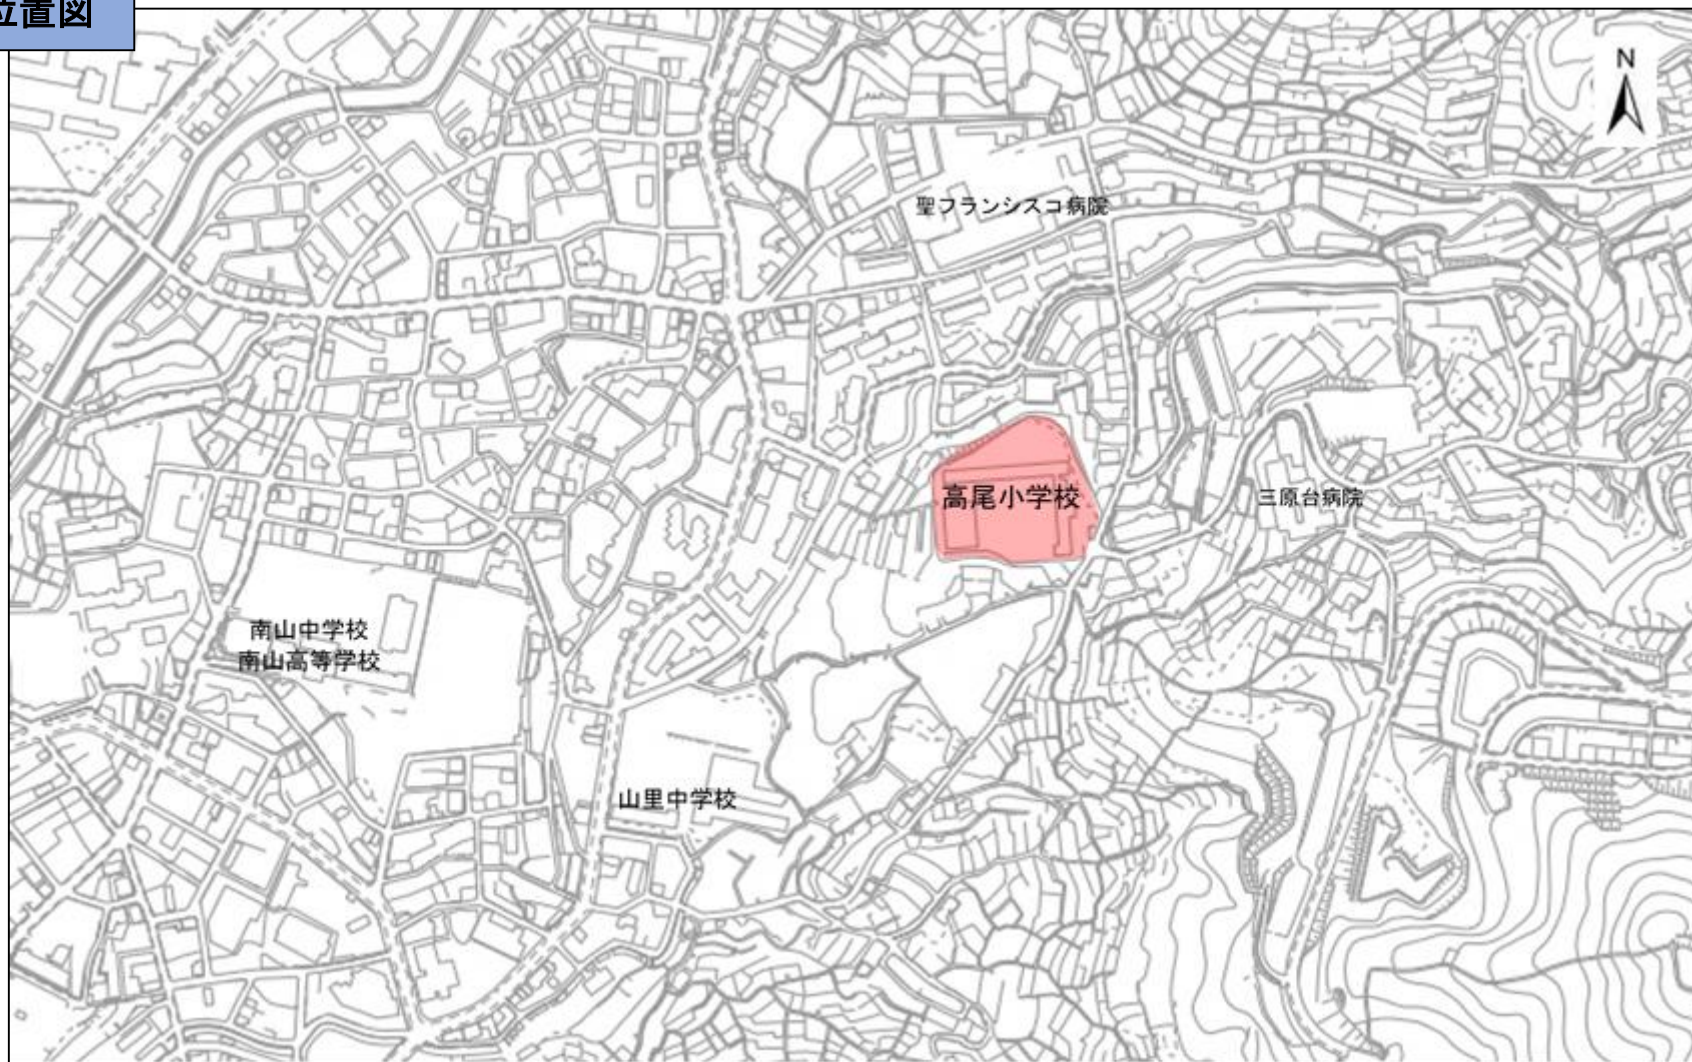 位置図
N
聖フランシスコ病院
高尾小学校
三原台病院
南山中学校
南山高等学校
山里中学校